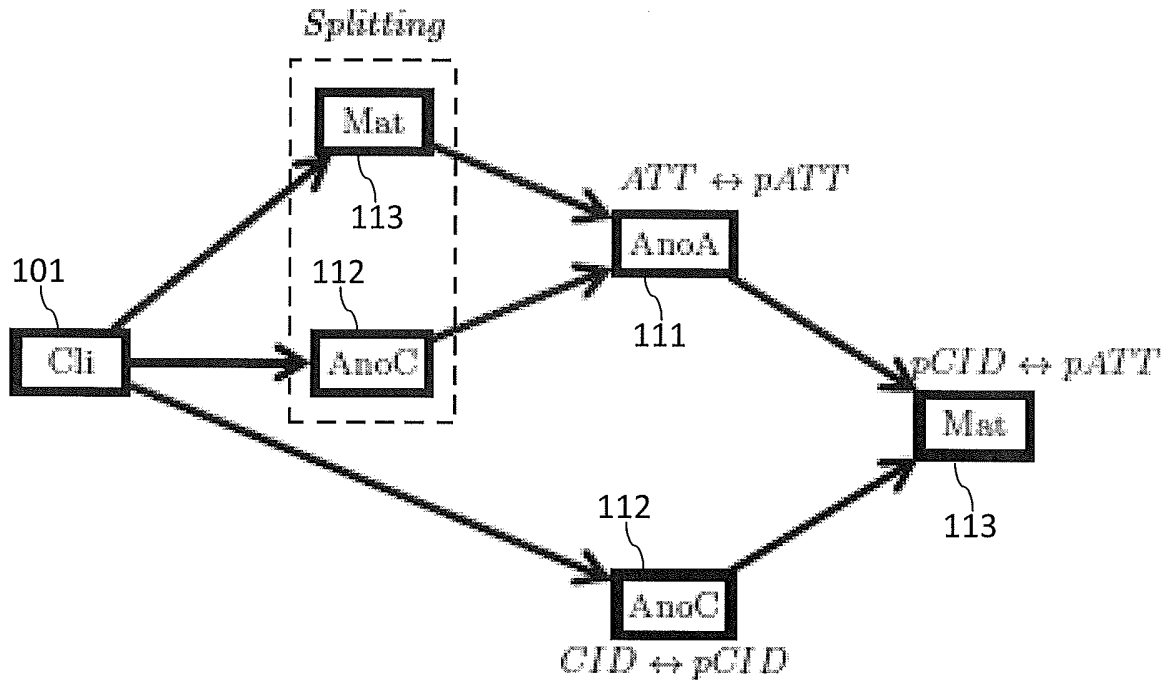 Splitting
Mat
113
ATT ↔ pATT
AnoA
111
101
Cli
112
AnoC
pCID ↔ pATT
Mat
113
112
AnoC
CID ↔ pCID